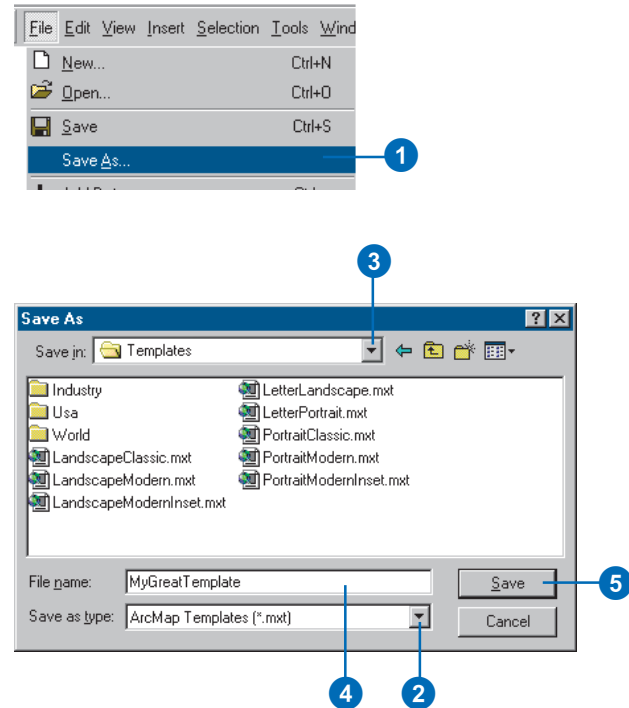 File Edit View Insert Selection Tools Wind
New... Ctrl+N
Open... Ctrl+O
Save Ctrl+S
Save As...
1
3
Save As
Save in: Templates
Industry LetterLandscape.mxt
Usa LetterPortrait.mxt
World PortraitClassic.mxt
LandscapeClassic.mxt PortraitModern.mxt
LandscapeModern.mxt PortraitModernInset.mxt
LandscapeModernInset.mxt
File name: MyGreatTemplate Save 5
Save as type: ArcMap Templates (*.mxt) Cancel
4 2